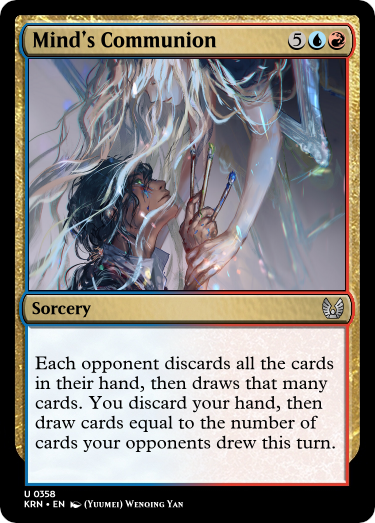 Mind's Communion 5
Sorcery
Each opponent discards all the cards
in their hand, then draws that many
cards. You discard your hand, then
draw cards equal to the number of
cards your opponents drew this turn.
U 0358
KRN • EN (Yuumei) Wenqing Yan